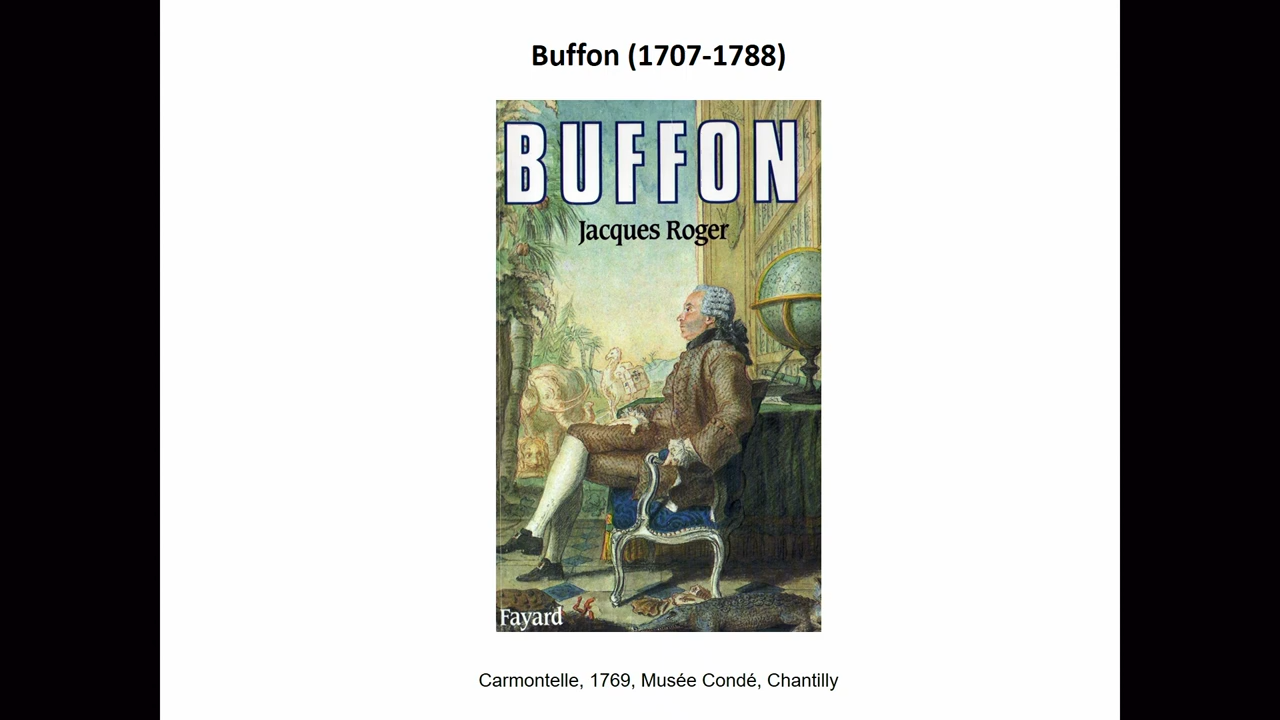 Buffon (1707-1788)
BUFFON
Jacques Roger
Fayard
Carmontelle, 1769, Musée Condé, Chantilly